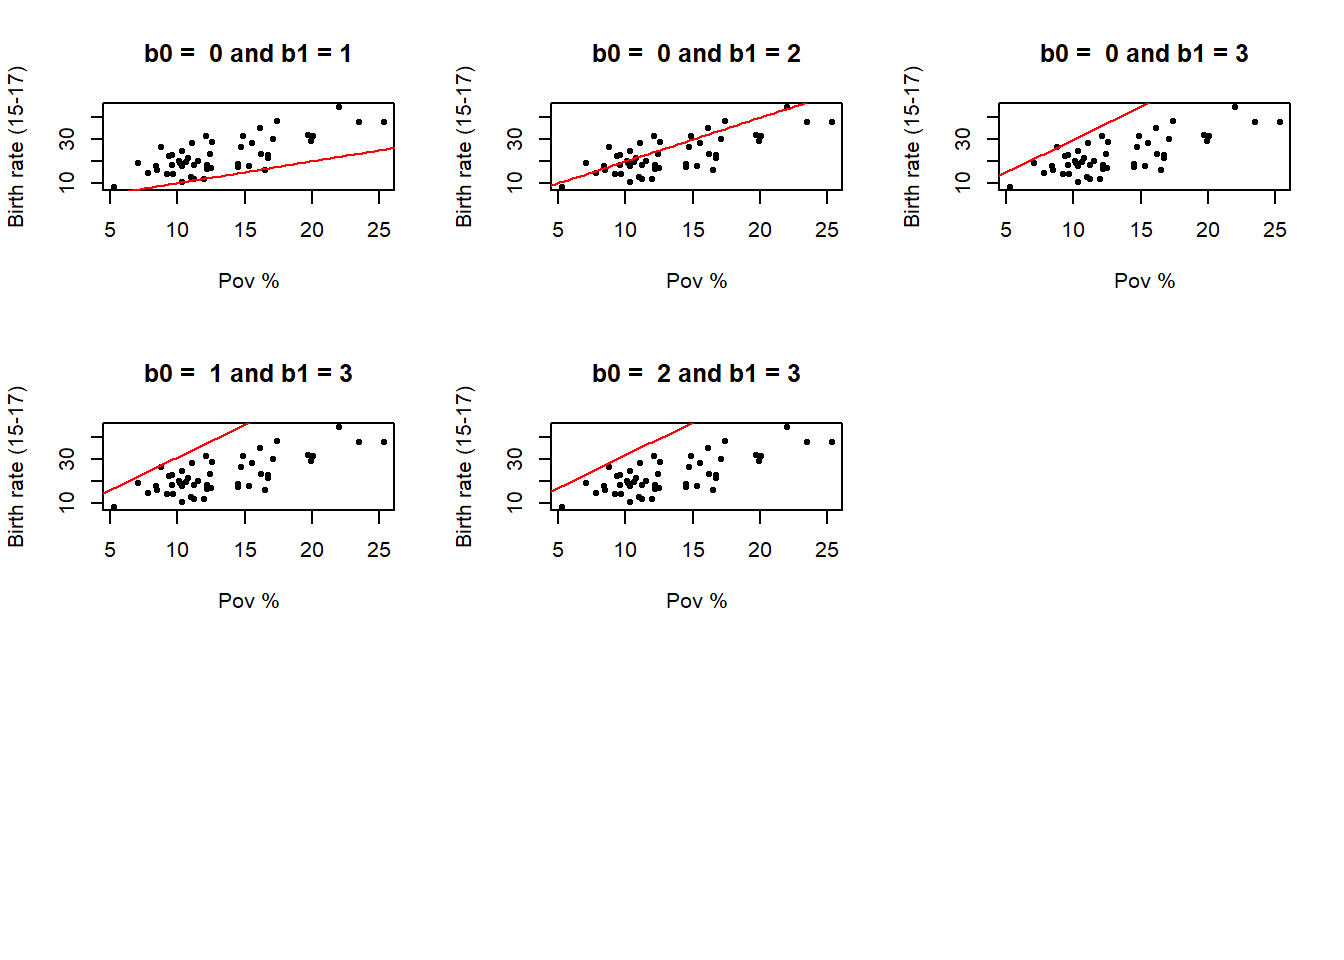 b0 =  0 and b1 = 1
Birth rate (15-17)
30
10
5 10 15 20 25
Pov %
b0 =  0 and b1 = 2
Birth rate (15-17)
30
10
5 10 15 20 25
Pov %
b0 =  0 and b1 = 3
Birth rate (15-17)
30
10
5 10 15 20 25
Pov %
b0 =  1 and b1 = 3
Birth rate (15-17)
30
10
5 10 15 20 25
Pov %
b0 =  2 and b1 = 3
Birth rate (15-17)
30
10
5 10 15 20 25
Pov %